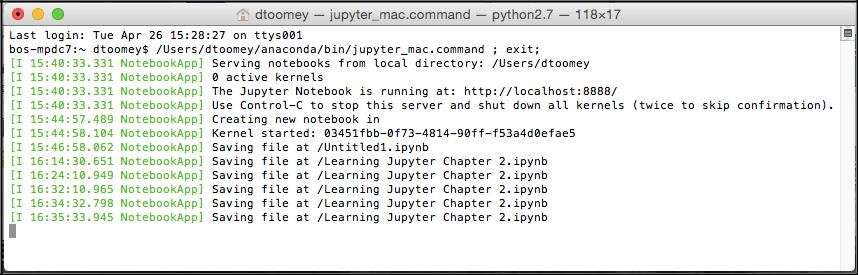 dtoomey — jupyter_mac.command — python2.7 — 118×17
Last login: Tue Apr 26 15:28:27 on ttys001
bos-mpdc7:~ dtoomey$ /Users/dtoomey/anaconda/bin/jupyter_mac.command ; exit;
[I 15:40:33.331 NotebookApp] Serving notebooks from local directory: /Users/dtoomey
[I 15:40:33.331 NotebookApp] 0 active kernels
[I 15:40:33.331 NotebookApp] The Jupyter Notebook is running at: http://localhost:8888/
[I 15:40:33.331 NotebookApp] Use Control-C to stop this server and shut down all kernels (twice to skip confirmation).
[I 15:44:57.489 NotebookApp] Creating new notebook in
[I 15:44:58.104 NotebookApp] Kernel started: 03451fbb-0f73-4814-90ff-f53a4d0efae5
[I 15:46:58.062 NotebookApp] Saving file at /Untitled1.ipynb
[I 16:14:30.651 NotebookApp] Saving file at /Learning Jupyter Chapter 2.ipynb
[I 16:24:10.949 NotebookApp] Saving file at /Learning Jupyter Chapter 2.ipynb
[I 16:32:10.965 NotebookApp] Saving file at /Learning Jupyter Chapter 2.ipynb
[I 16:34:32.798 NotebookApp] Saving file at /Learning Jupyter Chapter 2.ipynb
[I 16:35:33.945 NotebookApp] Saving file at /Learning Jupyter Chapter 2.ipynb